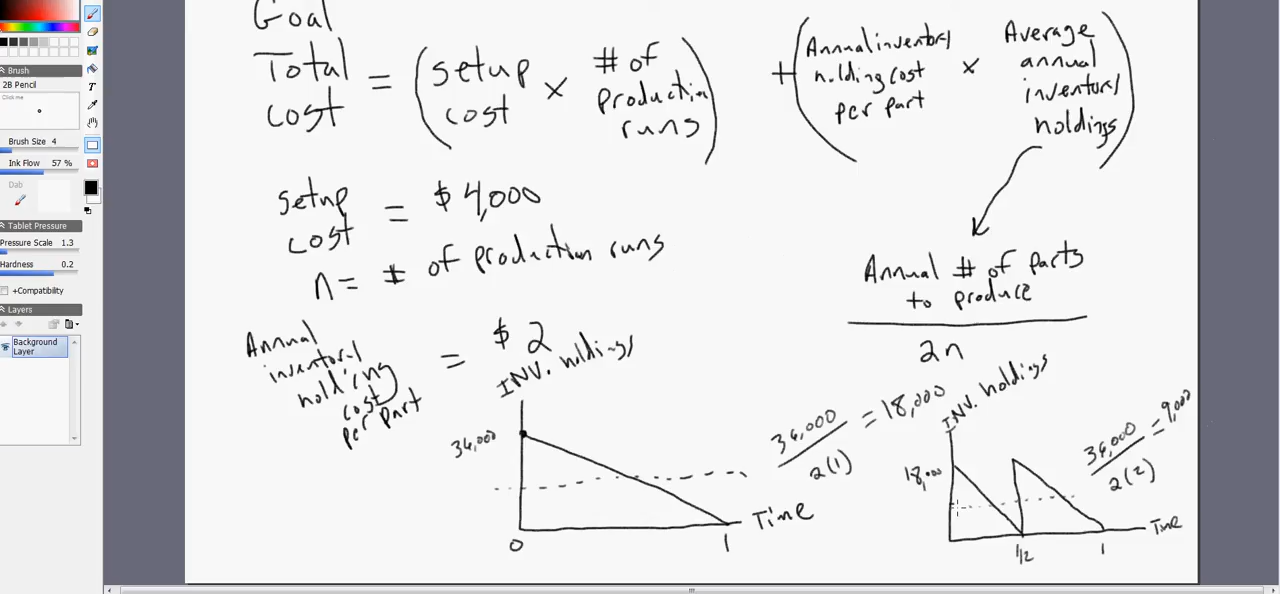 Goal
Total cost = (setup cost × # of production runs) + (Annual inventory holding cost per part × Average annual inventory holdings)
setup cost = $ 4,000
n = # of production runs
Annual # of parts to produce
2n
Annual inventory holding cost per part = $ 2
INV. holdings
36,000
0
1
Time
36,000
2(1)
= 18,000
INV. holdings
18,000
1/2
1
Time
36,000
2(2)
= 9,000
Brush
2B Pencil
Click me
Brush Size 4
Ink Flow 57 %
Dab
Tablet Pressure
Pressure Scale 1.3
Hardness 0.2
+Compatibility
Layers
Background
Layer